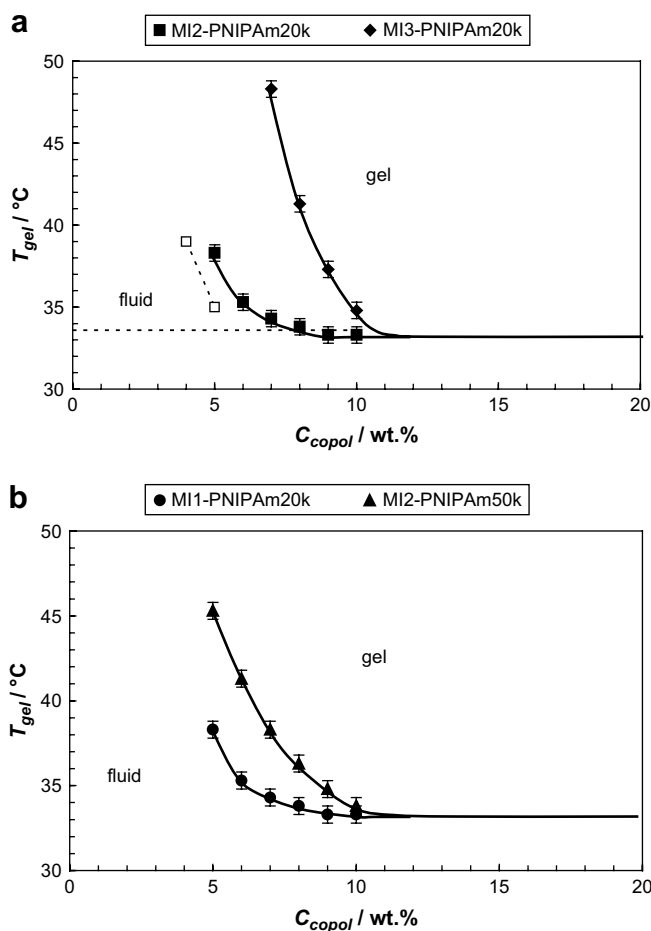 a
■ MI2-PNIPAm20k ◆ MI3-PNIPAm20k
50
45
40
35
30
T_gel / °C
gel
fluid
0 5 10 15 20
C_copol / wt.%
b
● MI1-PNIPAm20k ▲ MI2-PNIPAm50k
50
45
40
35
30
T_gel / °C
gel
fluid
0 5 10 15 20
C_copol / wt.%